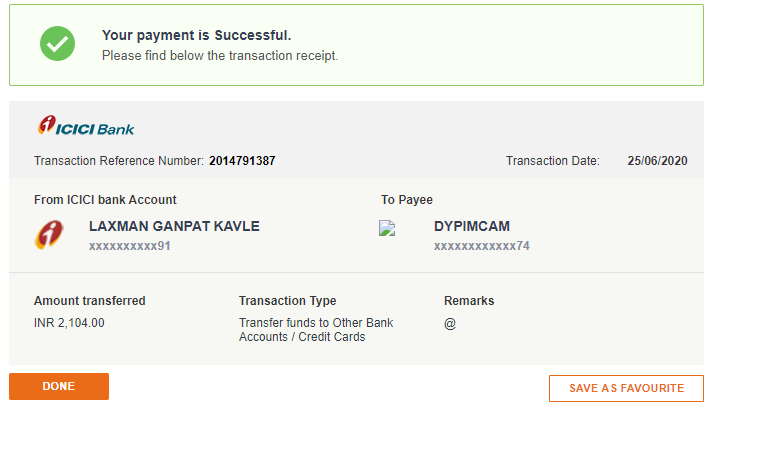 Your payment is Successful.
Please find below the transaction receipt.
ICICI Bank
Transaction Reference Number: 2014791387
Transaction Date: 25/06/2020
From ICICI bank Account
To Payee
LAXMAN GANPAT KAVLE
DYPIMCAM
xxxxxxxxxx91
xxxxxxxxxxxx74
Amount transferred
Transaction Type
Remarks
INR 2,104.00
Transfer funds to Other Bank
Accounts / Credit Cards
@
DONE
SAVE AS FAVOURITE